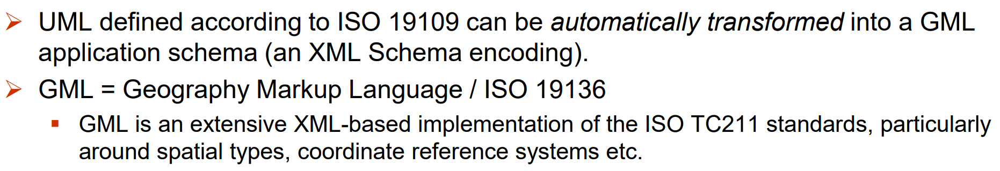 UML defined according to ISO 19109 can be automatically transformed into a GML
application schema (an XML Schema encoding).
GML = Geography Markup Language / ISO 19136
GML is an extensive XML-based implementation of the ISO TC211 standards, particularly
around spatial types, coordinate reference systems etc.